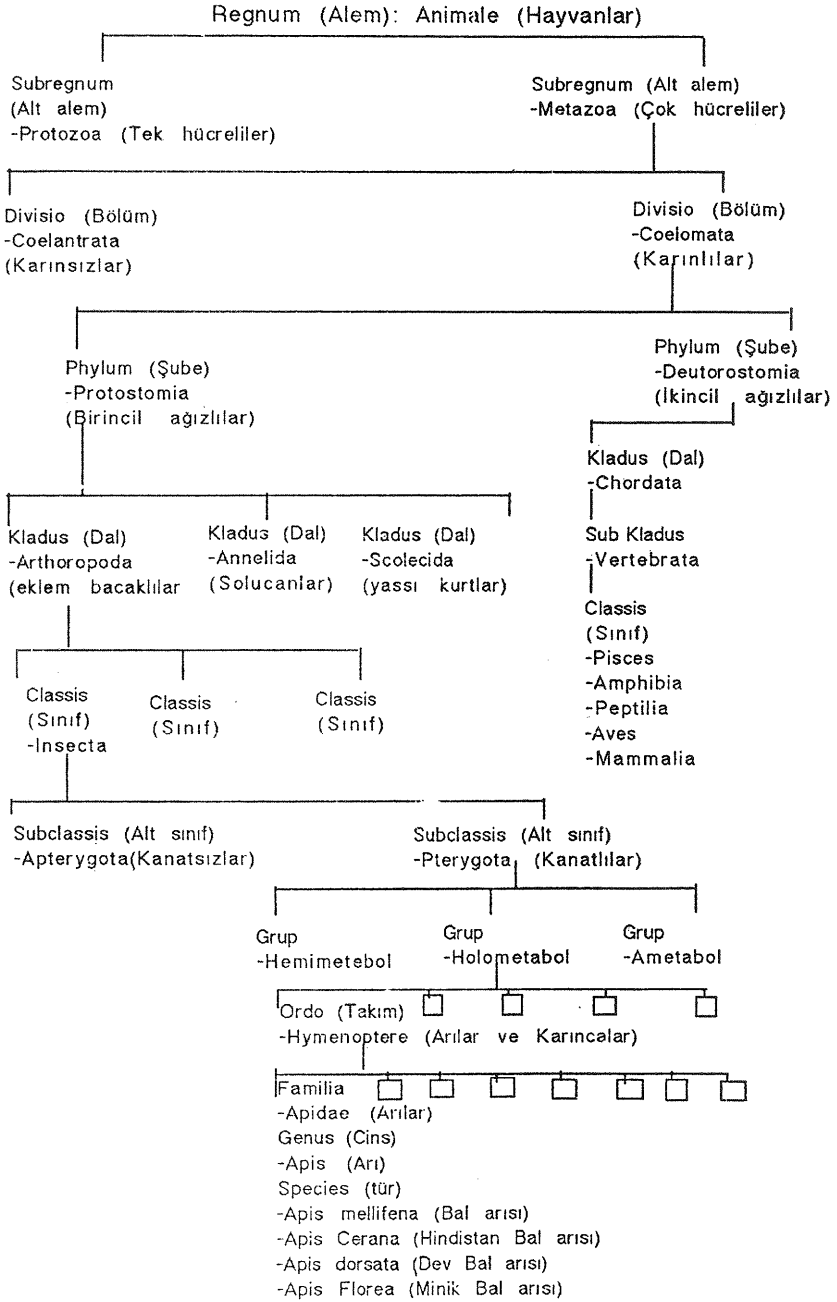 Regnum (Alem): Animale (Hayvanlar)
Subregnum
(Alt alem)
-Protozoa (Tek hücreliler)
Subregnum (Alt alem)
-Metazoa (Çok hücreliler)
Divisio (Bölüm)
-Coelantrata
(Karınsızlar)
Divisio (Bölüm)
-Coelomata
(Karınlılar)
Phylum (Şube)
-Protostomia
(Birincil ağızlılar)
Phylum (Şube)
-Deutorostomia
(İkincil ağızlılar)
Kladus (Dal)
-Chordata
Sub Kladus
-Vertebrata
Classis
(Sınıf)
-Pisces
-Amphibia
-Peptilia
-Aves
-Mammalia
Kladus (Dal)
-Arthoropoda
(eklem bacaklılar
Kladus (Dal)
-Annelida
(Solucanlar)
Kladus (Dal)
-Scolecida
(yassı kurtlar)
Classis
(Sınıf)
-Insecta
Classis
(Sınıf)
Classis
(Sınıf)
Subclassis (Alt sınıf)
-Apterygota(Kanatsızlar)
Subclassis (Alt sınıf)
-Pterygota (Kanatlılar)
Grup
-Hemimetebol
Grup
-Holometabol
Grup
-Ametabol
Ordo (Takım)
-Hymenoptere (Arılar ve Karıncalar)
Familia
-Apidae (Arılar)
Genus (Cins)
-Apis (Arı)
Species (tür)
-Apis mellifena (Bal arısı)
-Apis Cerana (Hindistan Bal arısı)
-Apis dorsata (Dev Bal arısı)
-Apis Florea (Minik Bal arısı)